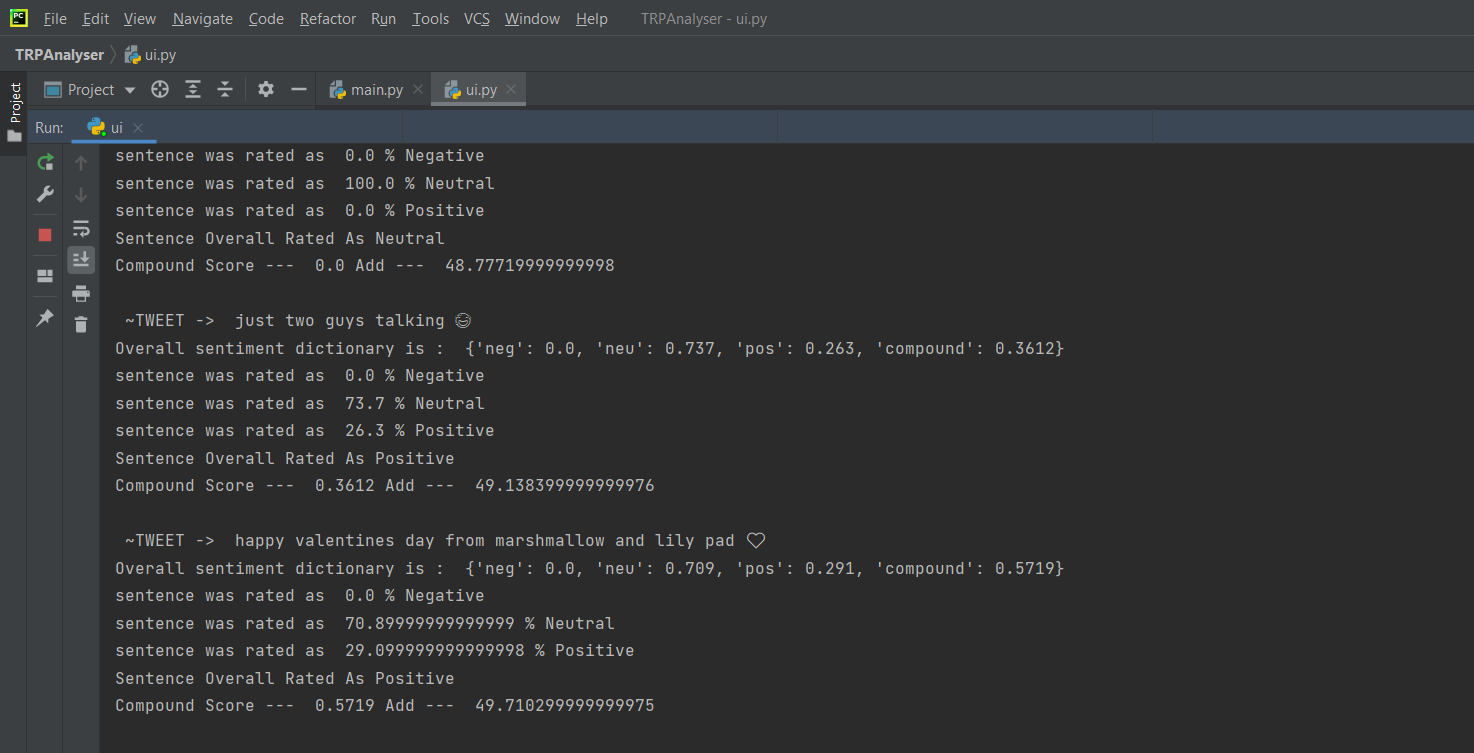 PC File Edit View Navigate Code Refactor Run Tools VCS Window Help TRPAnalyser - ui.py
TRPAnalyser ui.py
Project
Project main.py ui.py
Run: ui
sentence was rated as  0.0 % Negative
sentence was rated as  100.0 % Neutral
sentence was rated as  0.0 % Positive
Sentence Overall Rated As Neutral
Compound Score ---  0.0 Add ---  48.77719999999998
~TWEET ->  just two guys talking 😅
Overall sentiment dictionary is :  {'neg': 0.0, 'neu': 0.737, 'pos': 0.263, 'compound': 0.3612}
sentence was rated as  0.0 % Negative
sentence was rated as  73.7 % Neutral
sentence was rated as  26.3 % Positive
Sentence Overall Rated As Positive
Compound Score ---  0.3612 Add ---  49.138399999999976
~TWEET ->  happy valentines day from marshmallow and lily pad ♡
Overall sentiment dictionary is :  {'neg': 0.0, 'neu': 0.709, 'pos': 0.291, 'compound': 0.5719}
sentence was rated as  0.0 % Negative
sentence was rated as  70.89999999999999 % Neutral
sentence was rated as  29.099999999999998 % Positive
Sentence Overall Rated As Positive
Compound Score ---  0.5719 Add ---  49.710299999999975